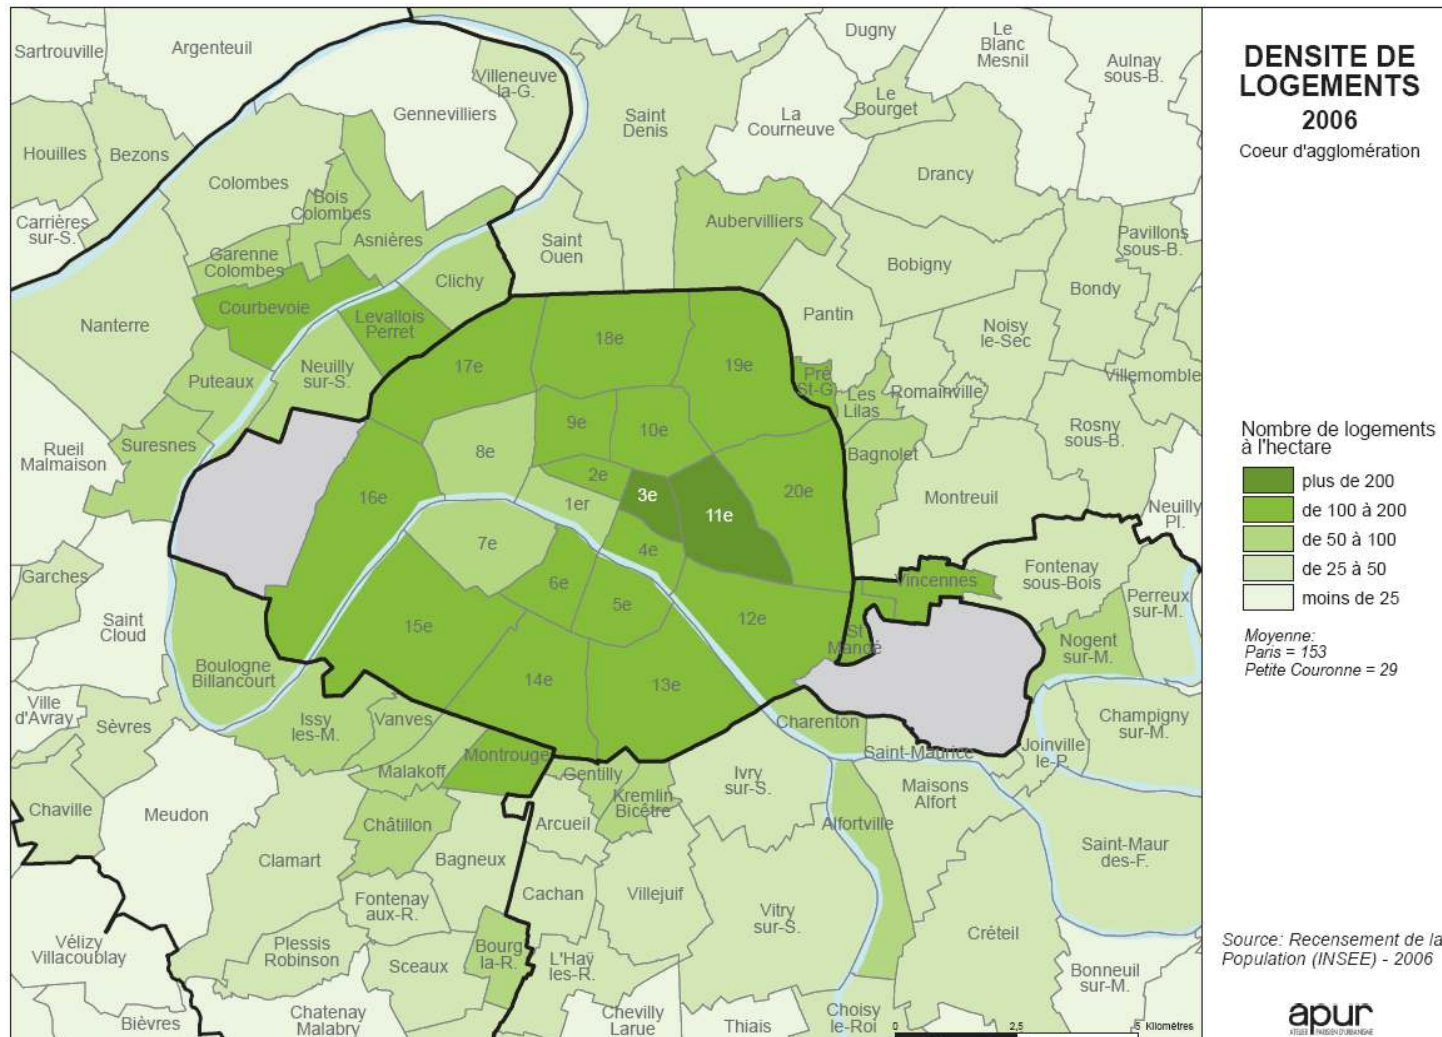 DENSITE DE
LOGEMENTS
2006
Coeur d'agglomération
Nombre de logements
à l'hectare
plus de 200
de 100 à 200
de 50 à 100
de 25 à 50
moins de 25
Moyenne:
Paris = 153
Petite Couronne = 29
Source: Recensement de la
Population (INSEE) - 2006
apur
ATELIER PARISIEN D'URBANISME
Sartrouville
Argenteuil
Villeneuve
la-G.
Gennevilliers
Dugny
Le
Blanc
Mesnil
Aulnay
sous-B.
Le
Bourget
La
Courneuve
Saint
Denis
Houilles
Bezons
Colombes
Bois
Colombes
Drancy
Carrières
sur-S.
Garenne
Colombes
Asnières
Saint
Ouen
Aubervilliers
Pavillons
sous-B.
Bobigny
Bondy
Clichy
Courbevoie
Levallois
Perret
Nanterre
Pantin
Noisy
le-Sec
18e
17e
19e
Neuilly
sur-S.
Puteaux
Pré
St-G
Les
Lilas
Romainville
Villemomble
Rueil
Malmaison
Suresnes
9e
10e
8e
Rosny
sous-B.
Bagnolet
2e
3e
1er
16e
11e
20e
Montreuil
Neuilly
Pl.
7e
4e
6e
5e
Garches
Saint
Cloud
Vincennes
Fontenay
sous-Bois
Perreux
sur-M.
15e
12e
St
Mandé
Nogent
sur-M.
Boulogne
Billancourt
14e
13e
Ville
d'Avray
Sèvres
Issy
les-M.
Vanves
Charenton
Champigny
sur-M.
Saint-Maurice
Joinville
le-P.
Montrouge
Malakoff
Gentilly
Ivry
sur-S.
Maisons
Alfort
Chaville
Meudon
Châtillon
Kremlin
Bicêtre
Arcueil
Alfortville
Clamart
Bagneux
Saint-Maur
des-F.
Fontenay
aux-R.
Cachan
Villejuif
Vitry
sur-S.
Créteil
Vélizy
Villacoublay
Plessis
Robinson
Sceaux
Bourg
la-R.
L'Haÿ
les-R.
Bonneuil
sur-M.
Bièvres
Chatenay
Malabry
Chevilly
Larue
Thiais
Choisy
le-Roi
0 2,5 5 Kilomètres